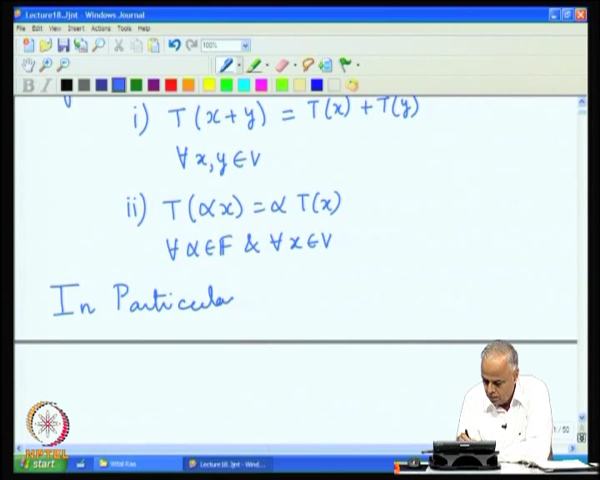 Lecture18.Jnt - Windows Journal
File Edit View Insert Actions Tools Help
100%
i) T(x+y) = T(x) + T(y)
∀ x, y ∈ V
ii) T(αx) = α T(x)
∀ α ∈ F & ∀ x ∈ V
In Particula
NPTEL
start
Lecture18.Jnt - Wind...